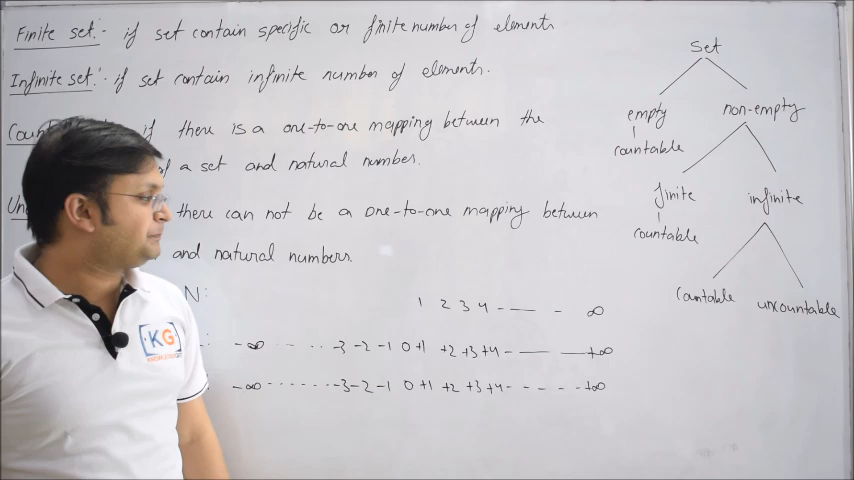 Finite set:- if set contain specific or finite number of elements
Infinite set:- if set contain infinite number of elements.
if there is a one-to-one mapping between the
of a set and natural number.
there can not be a one-to-one mapping between
and natural numbers.
N:
1 2 3 4 - — - ∞
-∞ ..... -3 -2 -1 0 +1 +2 +3 +4 - — — +∞
-∞ ....... -3 -2 -1 0 +1 +2 +3 +4 - - - - - +∞
Set
empty non-empty
countable
finite infinite
countable
countable uncountable
KG